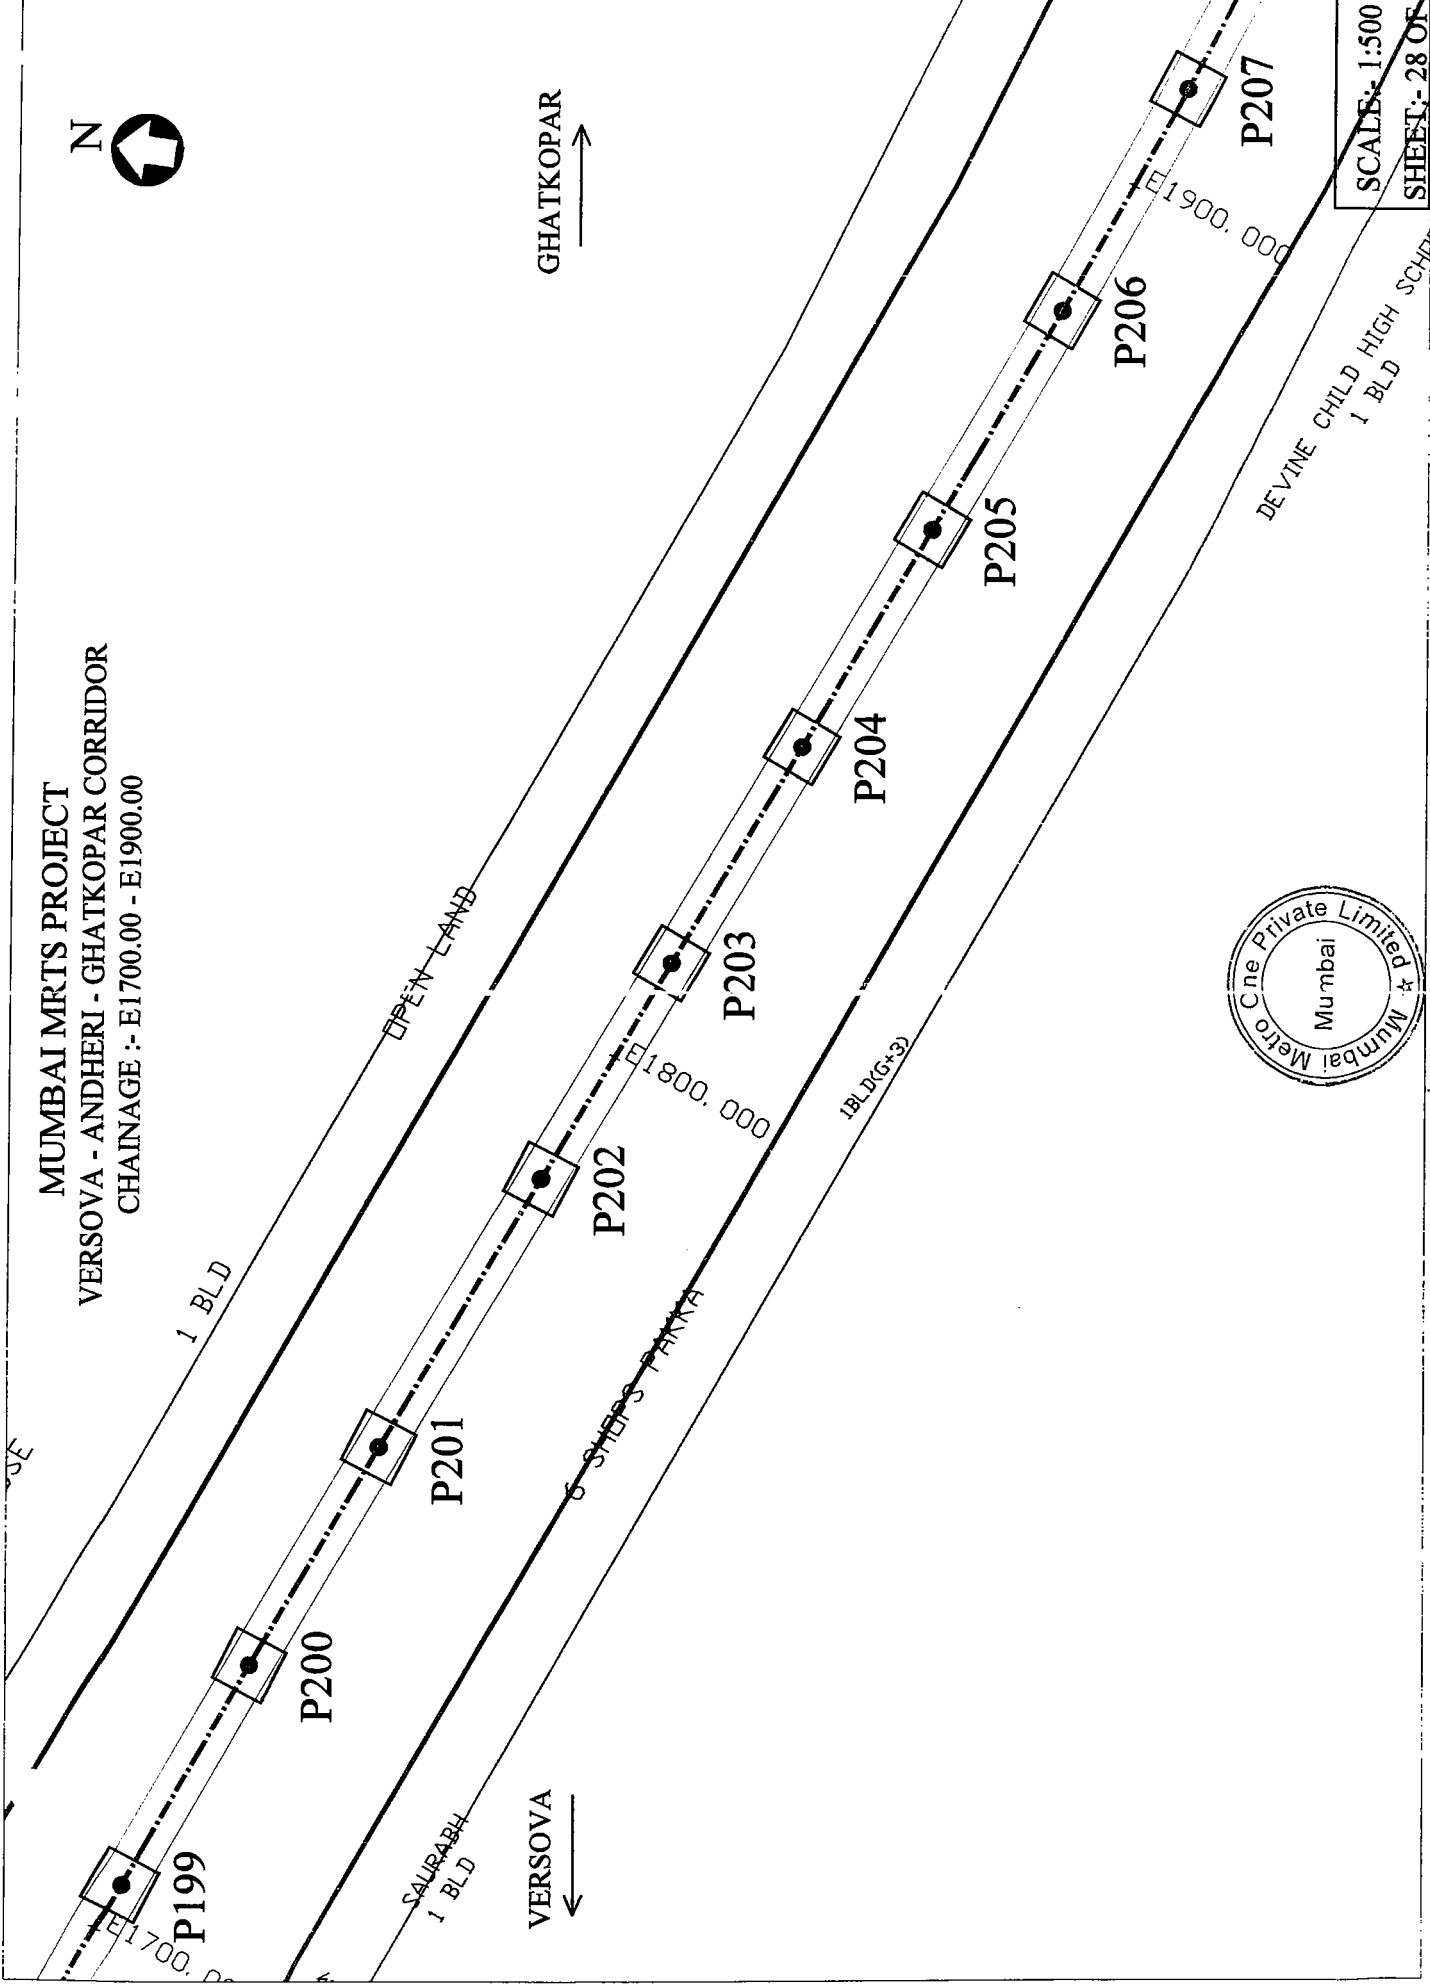 MUMBAI MRTS PROJECT
VERSOVA - ANDHERI - GHATKOPAR CORRIDOR
CHAINAGE :- E1700.00 - E1900.00
N
GHATKOPAR
VERSOVA
1 BLD
OPEN LAND
P199
P200
P201
P202
P203
P204
P205
P206
P207
E1800.000
E1900.000
SAURABH
1 BLD
6 SHOPS PAKKA
1BLD(G+3)
DEVINE CHILD HIGH
1 BLD
Mumbai Metro One Private Limited
Mumbai
SCALE:- 1:500
SHEET:- 28 OF